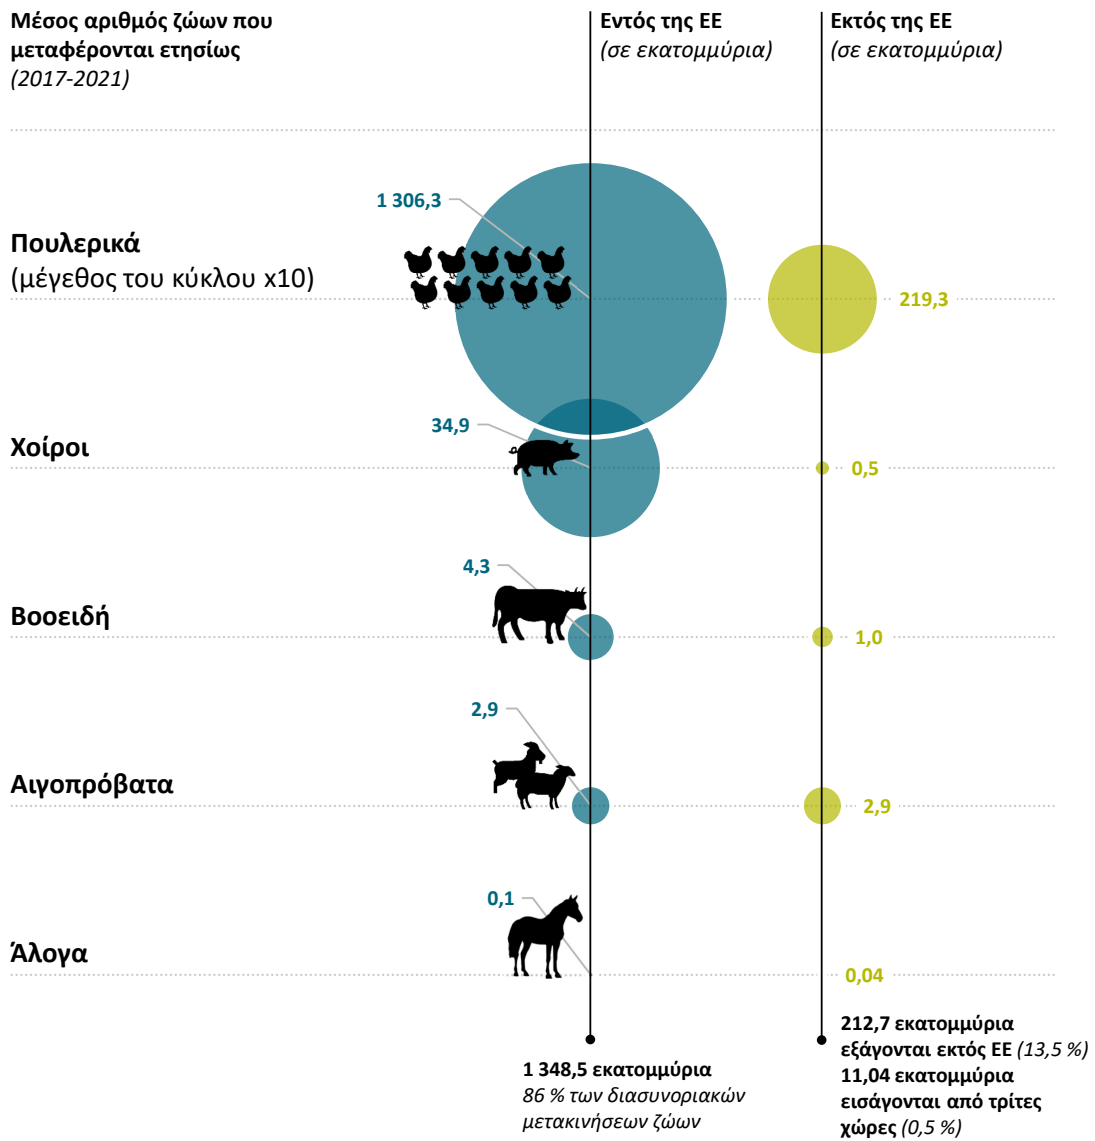 Μέσος αριθμός ζώων που
μεταφέρονται ετησίως
(2017-2021)
Εντός της ΕΕ
(σε εκατομμύρια)
Εκτός της ΕΕ
(σε εκατομμύρια)
1 306,3
Πουλερικά
(μέγεθος του κύκλου x10)
219,3
34,9
Χοίροι
0,5
4,3
Βοοειδή
1,0
2,9
Αιγοπρόβατα
2,9
0,1
Άλογα
0,04
1 348,5 εκατομμύρια
86 % των διασυνοριακών
μετακινήσεων ζώων
212,7 εκατομμύρια
εξάγονται εκτός ΕΕ (13,5 %)
11,04 εκατομμύρια
εισάγονται από τρίτες
χώρες (0,5 %)